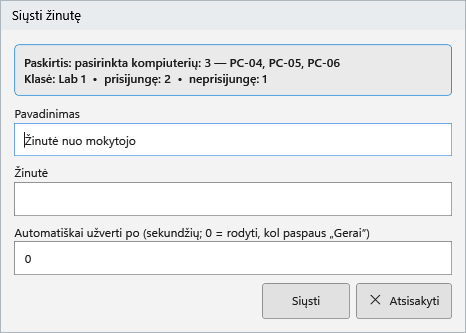 Siųsti žinutę
Paskirtis: pasirinkta kompiuterių: 3 — PC-04, PC-05, PC-06
Klasė: Lab 1 • prisijungę: 2 • neprisijungę: 1
Pavadinimas
Žinutė nuo mokytojo
Žinutė
Automatiškai užverti po (sekundžių; 0 = rodyti, kol paspaus „Gerai“)
0
Siųsti
Atsisakyti